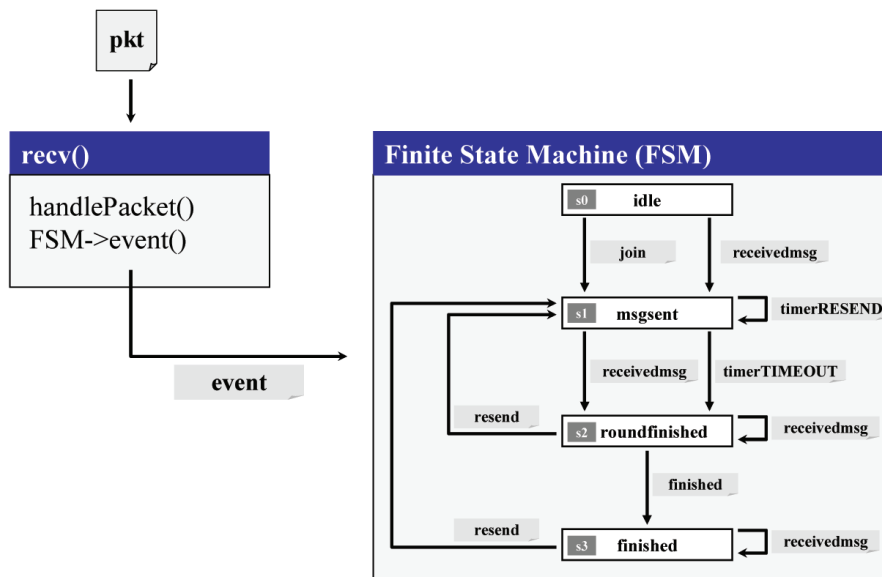 pkt
recv()
handlePacket()
FSM->event()
event
Finite State Machine (FSM)
s0 idle
join receivedmsg
s1 msgsent timerRESEND
receivedmsg timerTIMEOUT
resend
s2 roundfinished receivedmsg
finished
resend
s3 finished receivedmsg